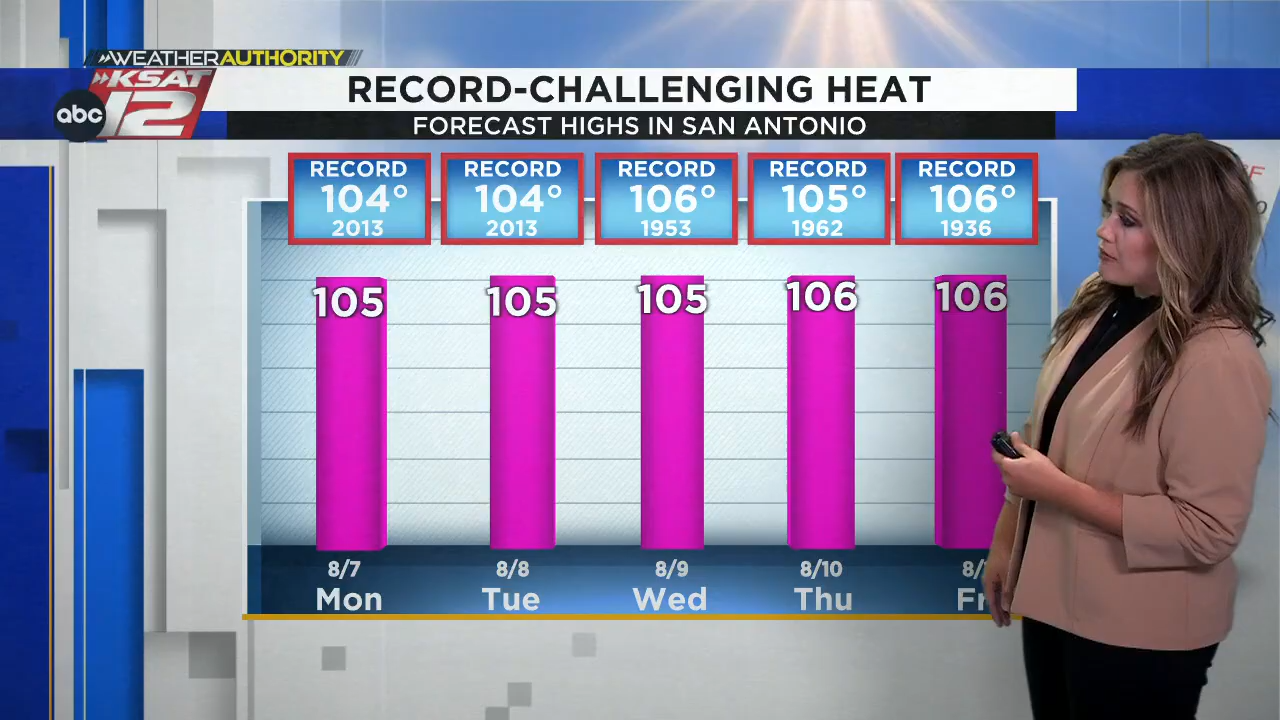 WEATHERAUTHORITY
KSAT
abc 12
RECORD-CHALLENGING HEAT
FORECAST HIGHS IN SAN ANTONIO
RECORD RECORD RECORD RECORD RECORD
104° 104° 106° 105° 106°
2013 2013 1953 1962 1936
105 105 105 106 106
8/7 8/8 8/9 8/10
Mon Tue Wed Thu Fri